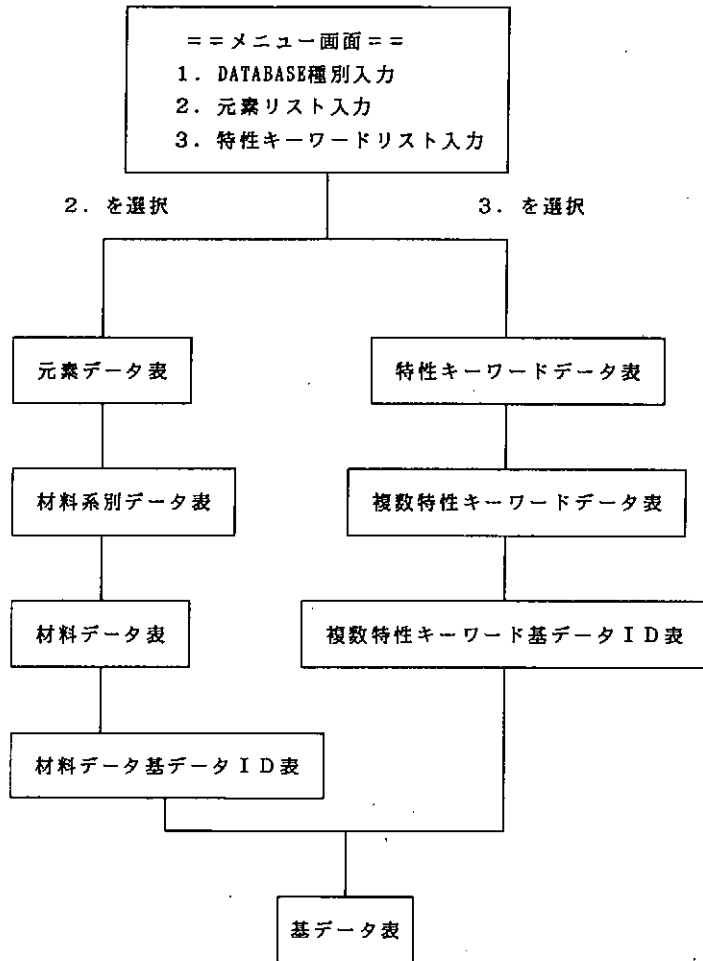 ==メニュー画面==
1. DATABASE種別入力
2. 元素リスト入力
3. 特性キーワードリスト入力
2. を選択
3. を選択
元素データ表
特性キーワードデータ表
材料系別データ表
複数特性キーワードデータ表
材料データ表
複数特性キーワード基データID表
材料データ基データID表
基データ表